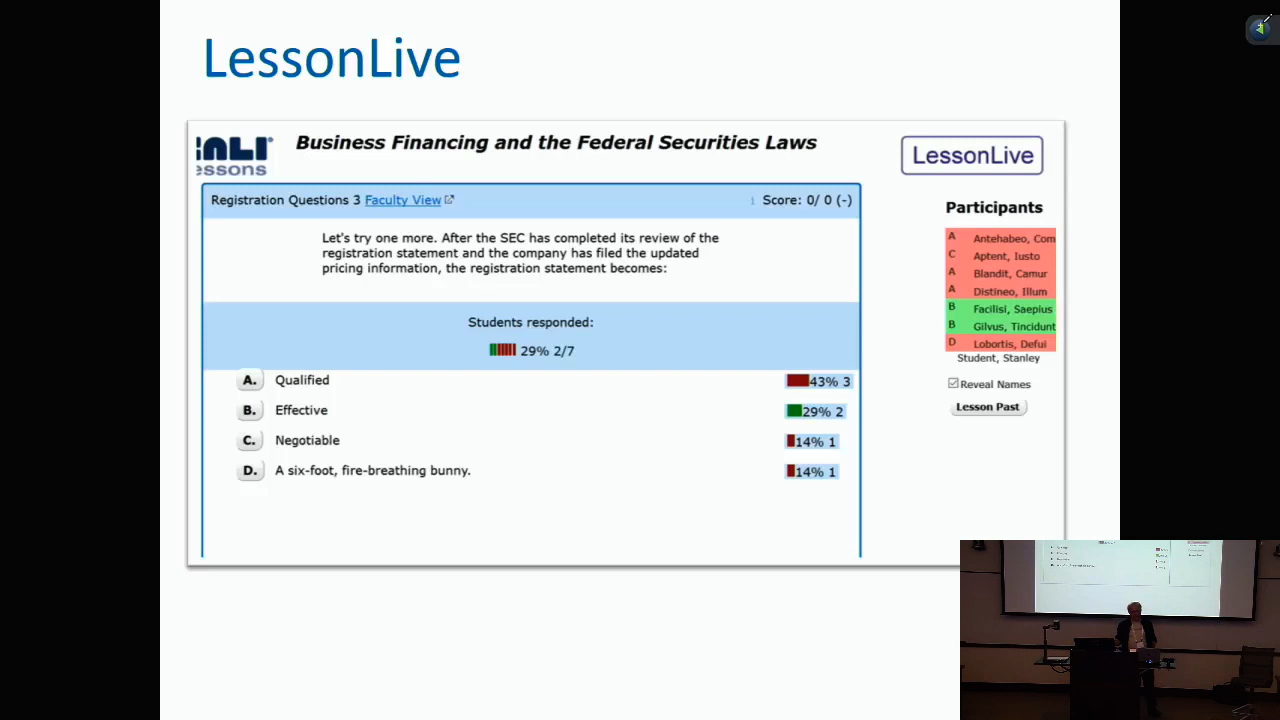 LessonLive
Business Financing and the Federal Securities Laws
LessonLive
essons
Registration Questions 3 Faculty View
Score: 0/ 0 (-)
Participants
Let's try one more. After the SEC has completed its review of the
registration statement and the company has filed the updated
pricing information, the registration statement becomes:
A Antehabeo, Com
C Aptent, Iusto
A Blandit, Camur
A Distineo, Illum
B Facilisi, Saepius
B Gilvus, Tincidunt
D Lobortis, Defui
Student, Stanley
Reveal Names
Lesson Past
Students responded:
29% 2/7
A. Qualified 43% 3
B. Effective 29% 2
C. Negotiable 14% 1
D. A six-foot, fire-breathing bunny. 14% 1